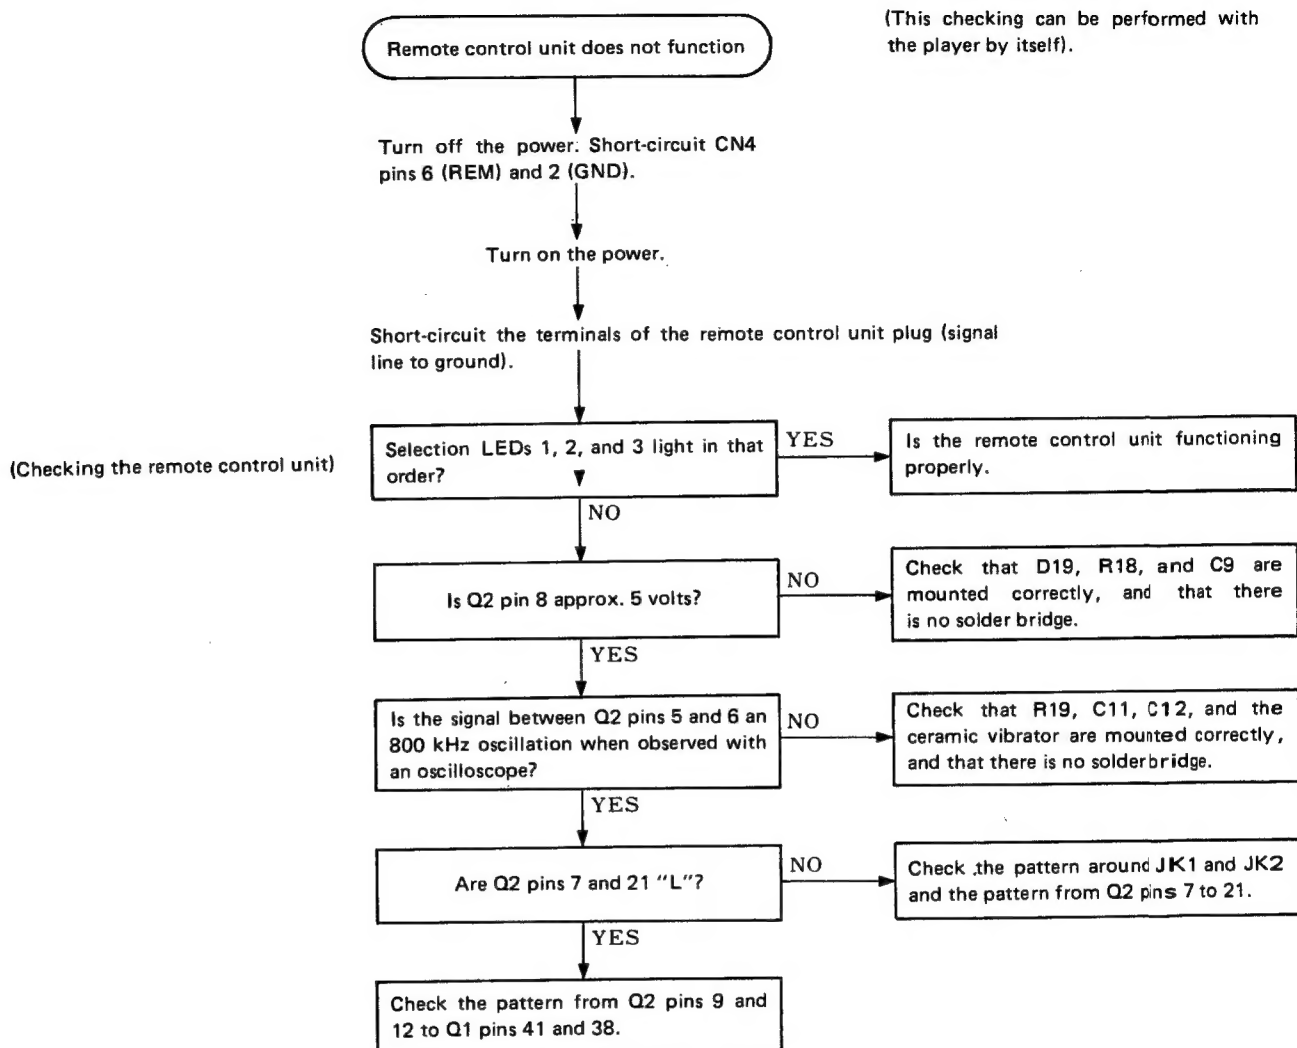 (This checking can be performed with
the player by itself).
Remote control unit does not function
Turn off the power. Short-circuit CN4
pins 6 (REM) and 2 (GND).
Turn on the power.
Short-circuit the terminals of the remote control unit plug (signal
line to ground).
(Checking the remote control unit)
Selection LEDs 1, 2, and 3 light in that
order?
YES
Is the remote control unit functioning
properly.
NO
Is Q2 pin 8 approx. 5 volts?
NO
Check that D19, R18, and C9 are
mounted correctly, and that there
is no solder bridge.
YES
Is the signal between Q2 pins 5 and 6 an
800 kHz oscillation when observed with
an oscilloscope?
NO
Check that R19, C11, C12, and the
ceramic vibrator are mounted correctly,
and that there is no solderbridge.
YES
Are Q2 pins 7 and 21 “L”?
NO
Check the pattern around JK1 and JK2
and the pattern from Q2 pins 7 to 21.
YES
Check the pattern from Q2 pins 9 and
12 to Q1 pins 41 and 38.